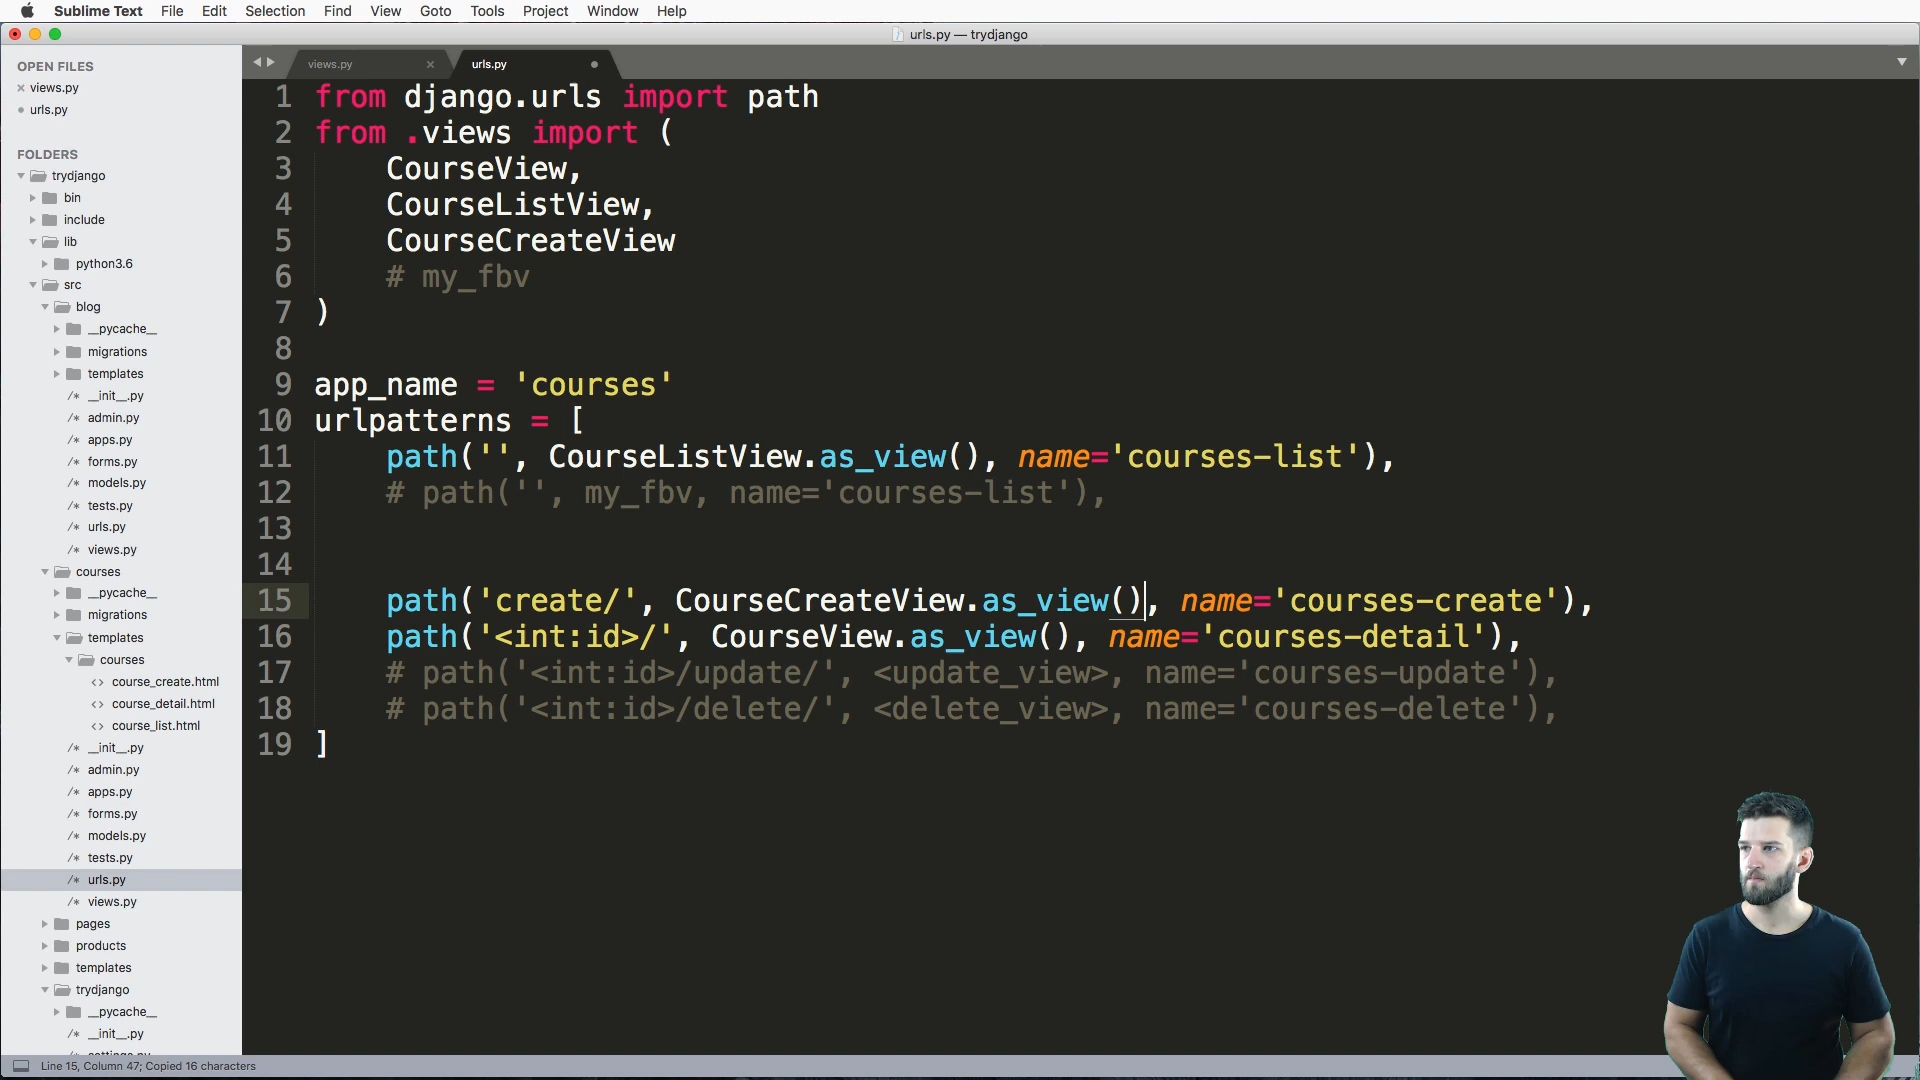 Sublime Text File Edit Selection Find View Goto Tools Project Window Help
urls.py — trydjango
OPEN FILES
views.py
urls.py
FOLDERS
trydjango
bin
include
lib
python3.6
src
blog
__pycache__
migrations
templates
/* __init__.py
/* admin.py
/* apps.py
/* forms.py
/* models.py
/* tests.py
/* urls.py
/* views.py
courses
__pycache__
migrations
templates
courses
<> course_create.html
<> course_detail.html
<> course_list.html
/* __init__.py
/* admin.py
/* apps.py
/* forms.py
/* models.py
/* tests.py
/* urls.py
/* views.py
pages
products
templates
trydjango
__pycache__
/* __init__.py
views.py urls.py
1 from django.urls import path
2 from .views import (
3     CourseView,
4     CourseListView,
5     CourseCreateView
6     # my_fbv
7 )
8
9 app_name = 'courses'
10 urlpatterns = [
11     path('', CourseListView.as_view(), name='courses-list'),
12     # path('', my_fbv, name='courses-list'),
13
14
15     path('create/', CourseCreateView.as_view(), name='courses-create'),
16     path('<int:id>/', CourseView.as_view(), name='courses-detail'),
17     # path('<int:id>/update/', <update_view>, name='courses-update'),
18     # path('<int:id>/delete/', <delete_view>, name='courses-delete'),
19 ]
Line 15, Column 47; Copied 16 characters